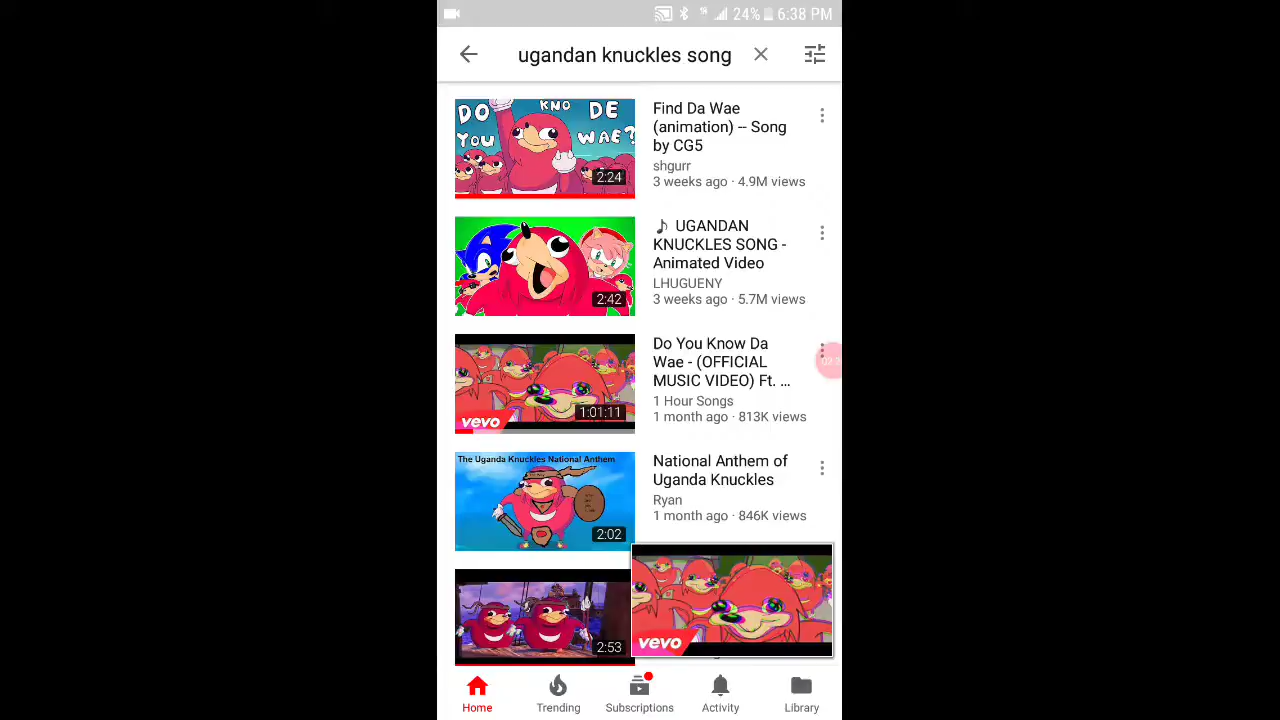 24% 6:38 PM
ugandan knuckles song
DO YOU KNO DE WAE?
2:24
Find Da Wae
(animation) -- Song
by CG5
shgurr
3 weeks ago · 4.9M views
2:42
♪ UGANDAN
KNUCKLES SONG -
Animated Video
LHUGUENY
3 weeks ago · 5.7M views
vevo
1:01:11
Do You Know Da
Wae - (OFFICIAL
MUSIC VIDEO) Ft. ...
1 Hour Songs
1 month ago · 813K views
The Uganda Knuckles National Anthem
2:02
National Anthem of
Uganda Knuckles
Ryan
1 month ago · 846K views
2:53
vevo
Home Trending Subscriptions Activity Library